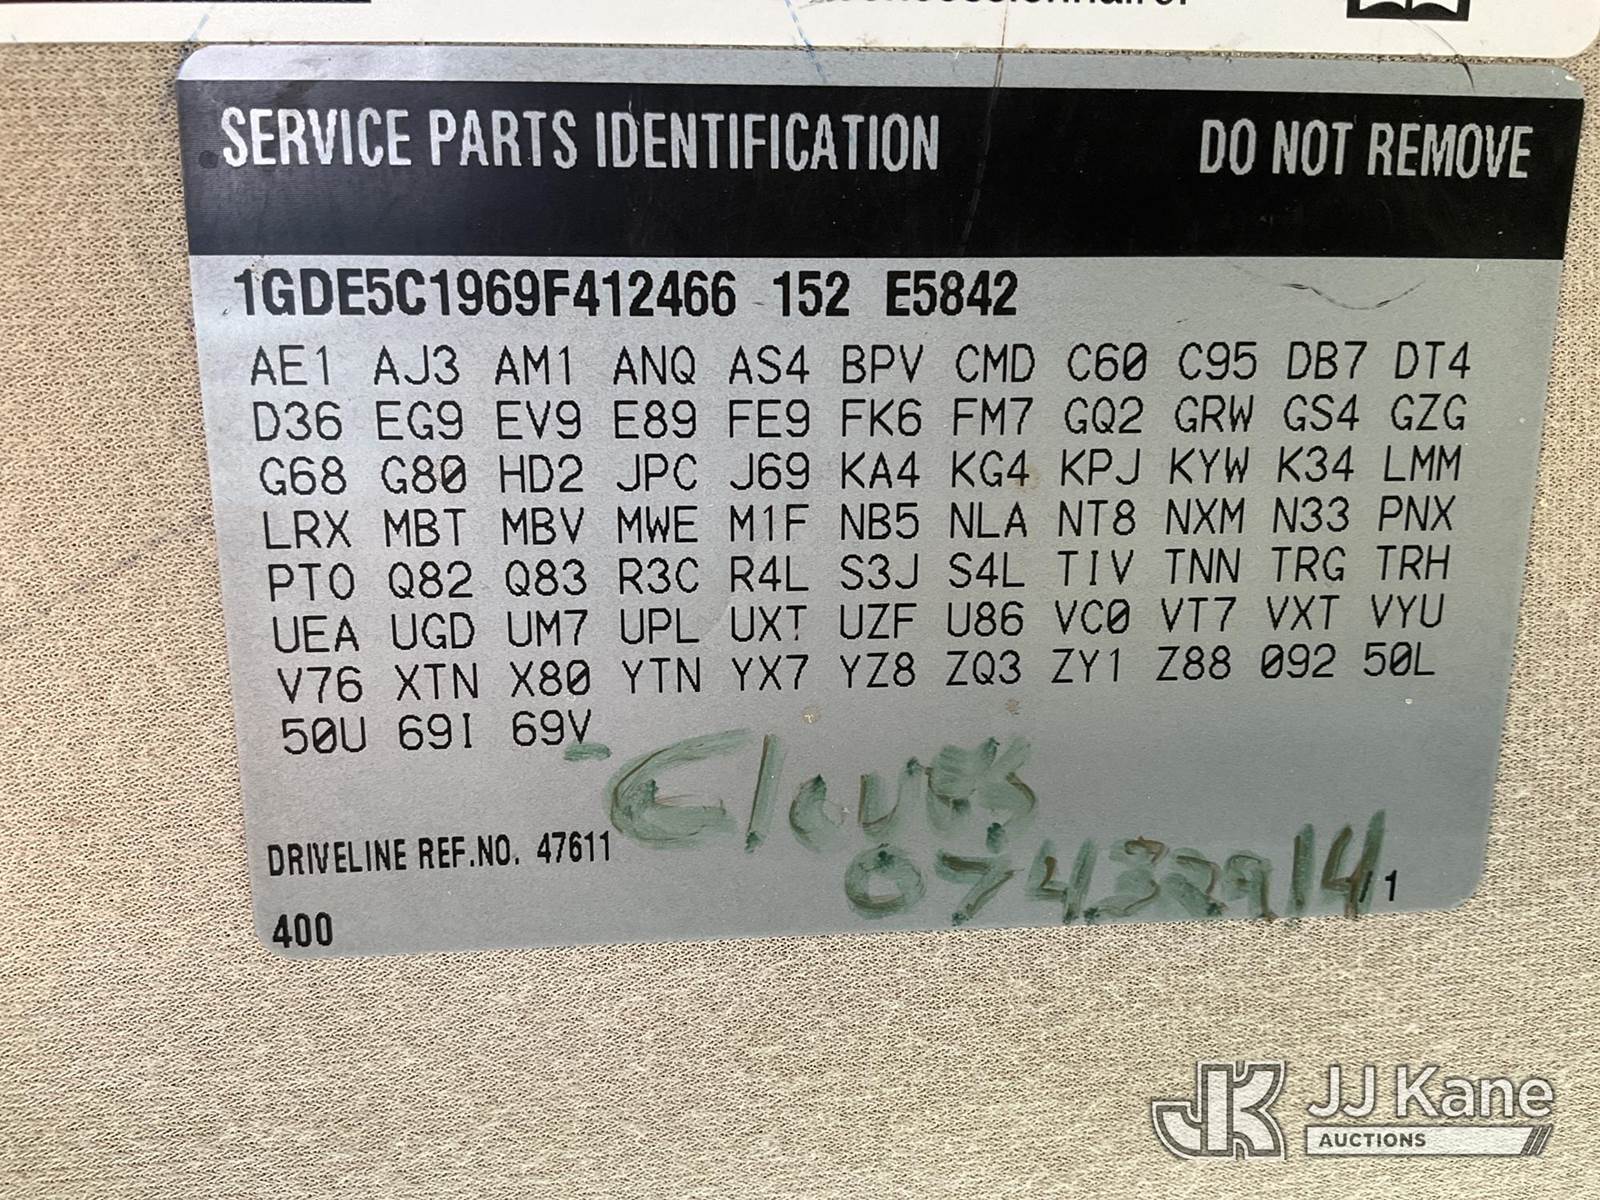 SERVICE PARTS IDENTIFICATION DO NOT REMOVE
1GDE5C1969F412466 152 E5842
AE1 AJ3 AM1 ANQ AS4 BPV CMD C60 C95 DB7 DT4
D36 EG9 EV9 E89 FE9 FK6 FM7 GQ2 GRW GS4 GZG
G68 G80 HD2 JPC J69 KA4 KG4 KPJ KYW K34 LMM
LRX MBT MBV MWE M1F NB5 NLA NT8 NXM N33 PNX
PTO Q82 Q83 R3C R4L S3J S4L TIV TNN TRG TRH
UEA UGD UM7 UPL UXT UZF U86 VC0 VT7 VXT VYU
V76 XTN X80 YTN YX7 YZ8 ZQ3 ZY1 Z88 092 50L
50U 69I 69V
DRIVELINE REF.NO. 47611
400 1
JK JJ Kane
AUCTIONS